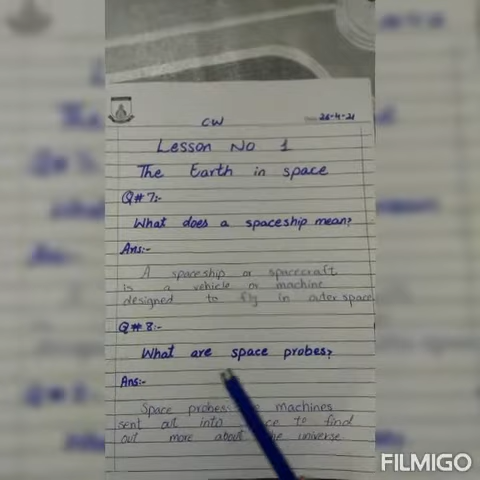 CW
Date: 26-4-21
Lesson No 1
The Earth in space
Q# 7:-
What does a spaceship mean?
Ans:-
A spaceship or spacecraft
is a vehicle or machine
designed to fly in outer space
Q# 8:-
What are space probes?
Ans:-
Space probes machines
sent out into to find
out more about universe
FILMIGO